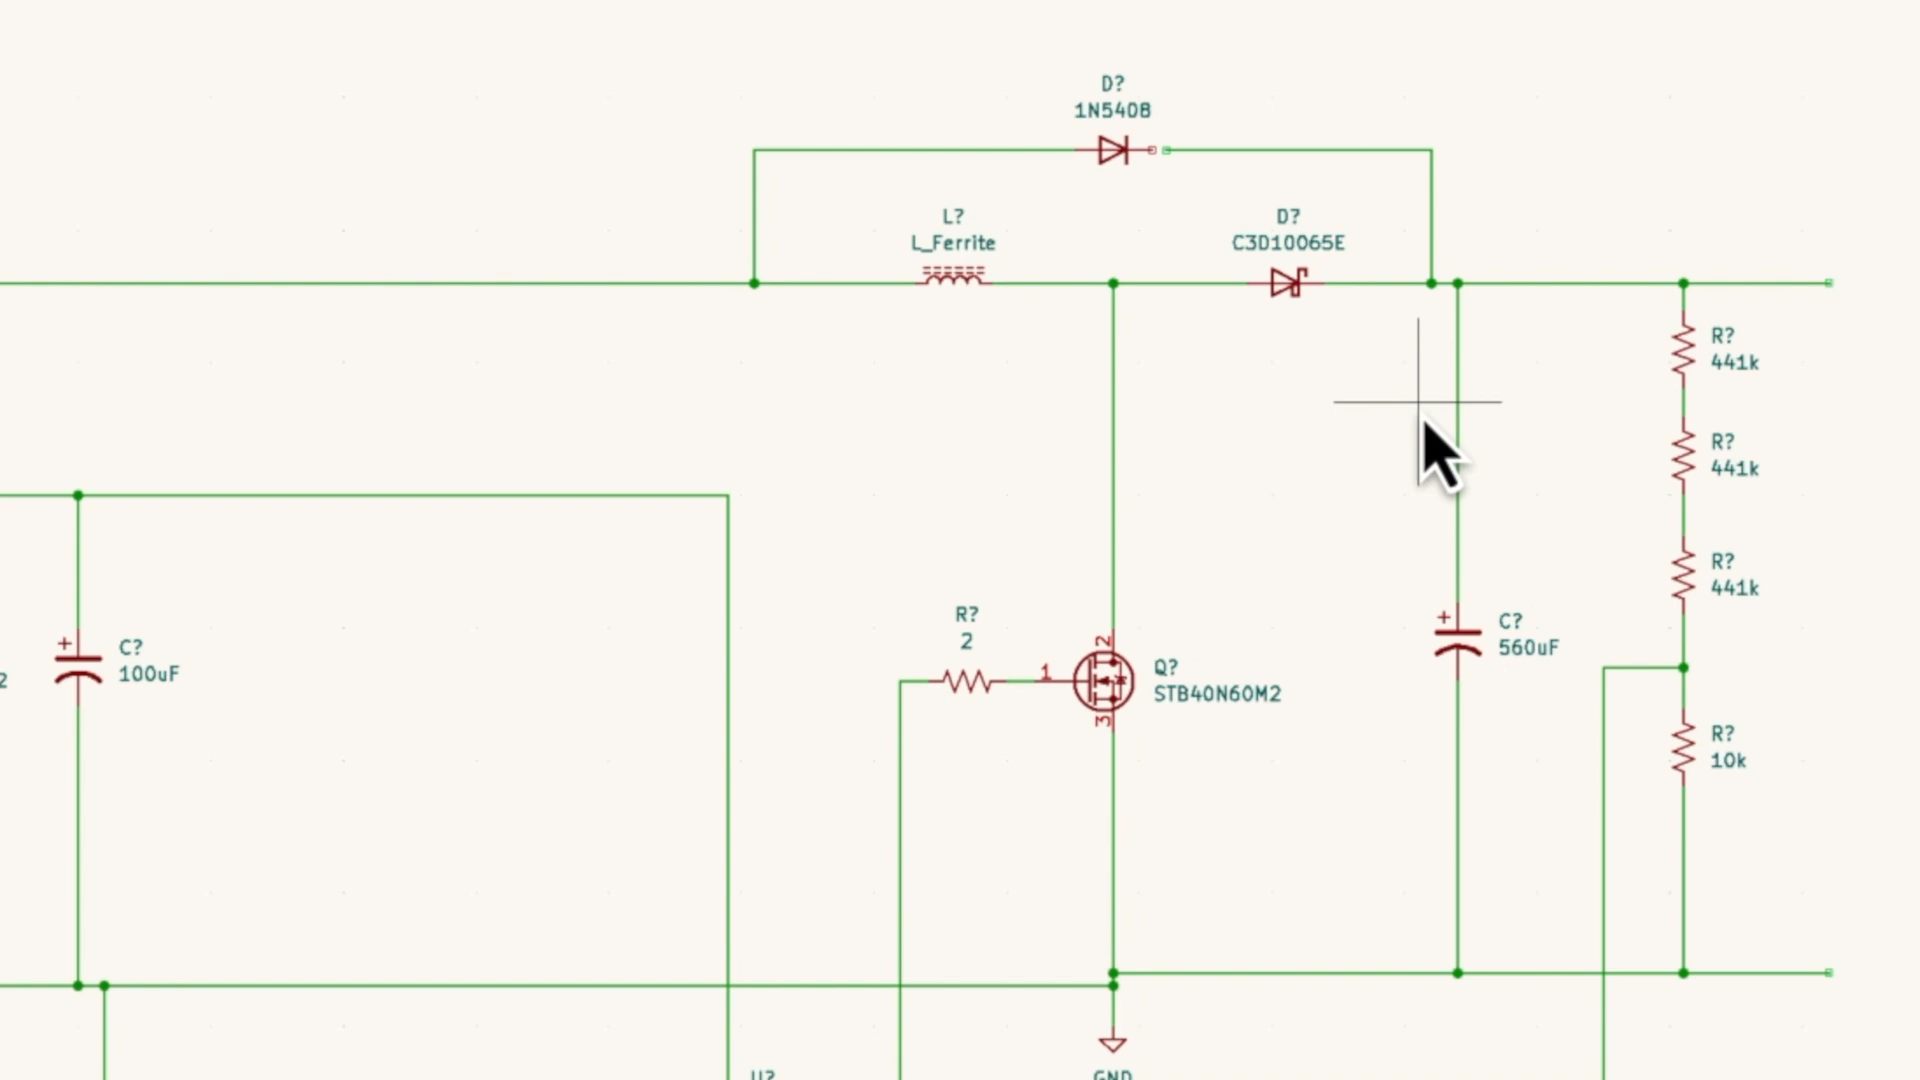 D?
1N5408
L?
L_Ferrite
D?
C3D10065E
R?
441k
R?
441k
R?
441k
R?
2
1
2
3
Q?
STB40N60M2
+
C?
560uF
+
C?
100uF
2
R?
10k
U?
GND